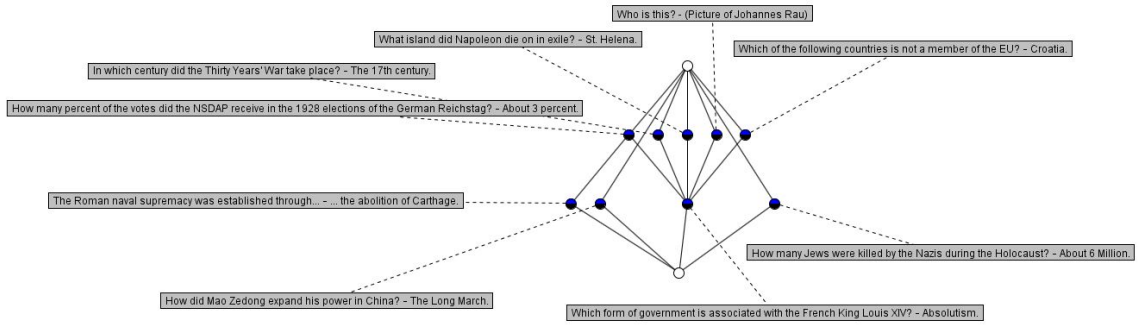 Who is this? - (Picture of Johannes Rau)
What island did Napoleon die on in exile? - St. Helena.
Which of the following countries is not a member of the EU? - Croatia.
In which century did the Thirty Years' War take place? - The 17th century.
How many percent of the votes did the NSDAP receive in the 1928 elections of the German Reichstag? - About 3 percent.
The Roman naval supremacy was established through... - ... the abolition of Carthage.
How many Jews were killed by the Nazis during the Holocaust? - About 6 Million.
How did Mao Zedong expand his power in China? - The Long March.
Which form of government is associated with the French King Louis XIV? - Absolutism.